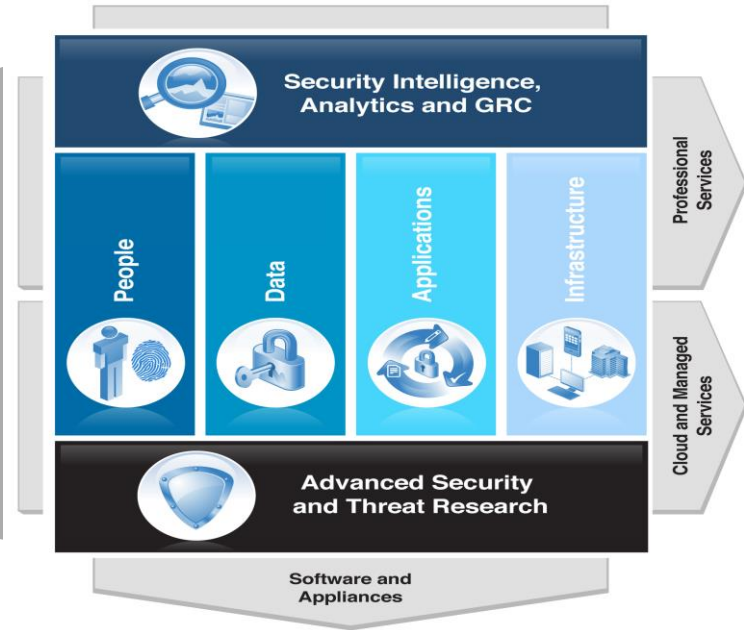 Security Intelligence,
Analytics and GRC
People
Data
Applications
Infrastructure
Professional
Services
Cloud and Managed
Services
Advanced Security
and Threat Research
Software and
Appliances